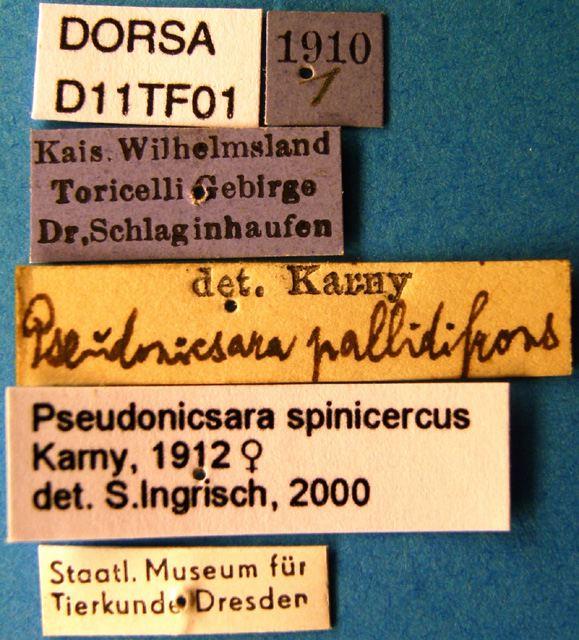 DORSA
D11TF01
1910
1
Kais. Wilhelmsland
Toricelli Gebirge
Dr. Schlaginhaufen
det. Karny
Pseudonicsara pallidifrons
Pseudonicsara spinicercus
Karny, 1912 ♀
det. S.Ingrisch, 2000
Staatl. Museum für
Tierkunde Dresden